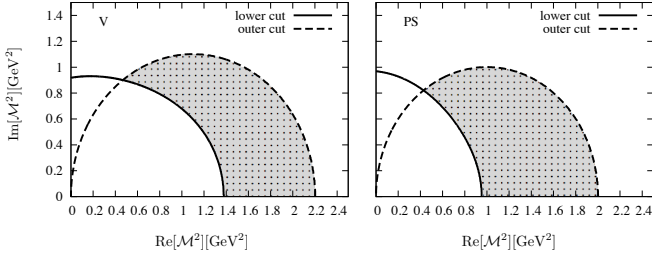 V
lower cut
outer cut
Im[ℳ²][GeV²]
1.4
1.2
1
0.8
0.6
0.4
0.2
0
0.2 0.4 0.6 0.8 1 1.2 1.4 1.6 1.8 2 2.2 2.4
Re[ℳ²][GeV²]
PS
lower cut
outer cut
0.2 0.4 0.6 0.8 1 1.2 1.4 1.6 1.8 2 2.2 2.4
Re[ℳ²][GeV²]